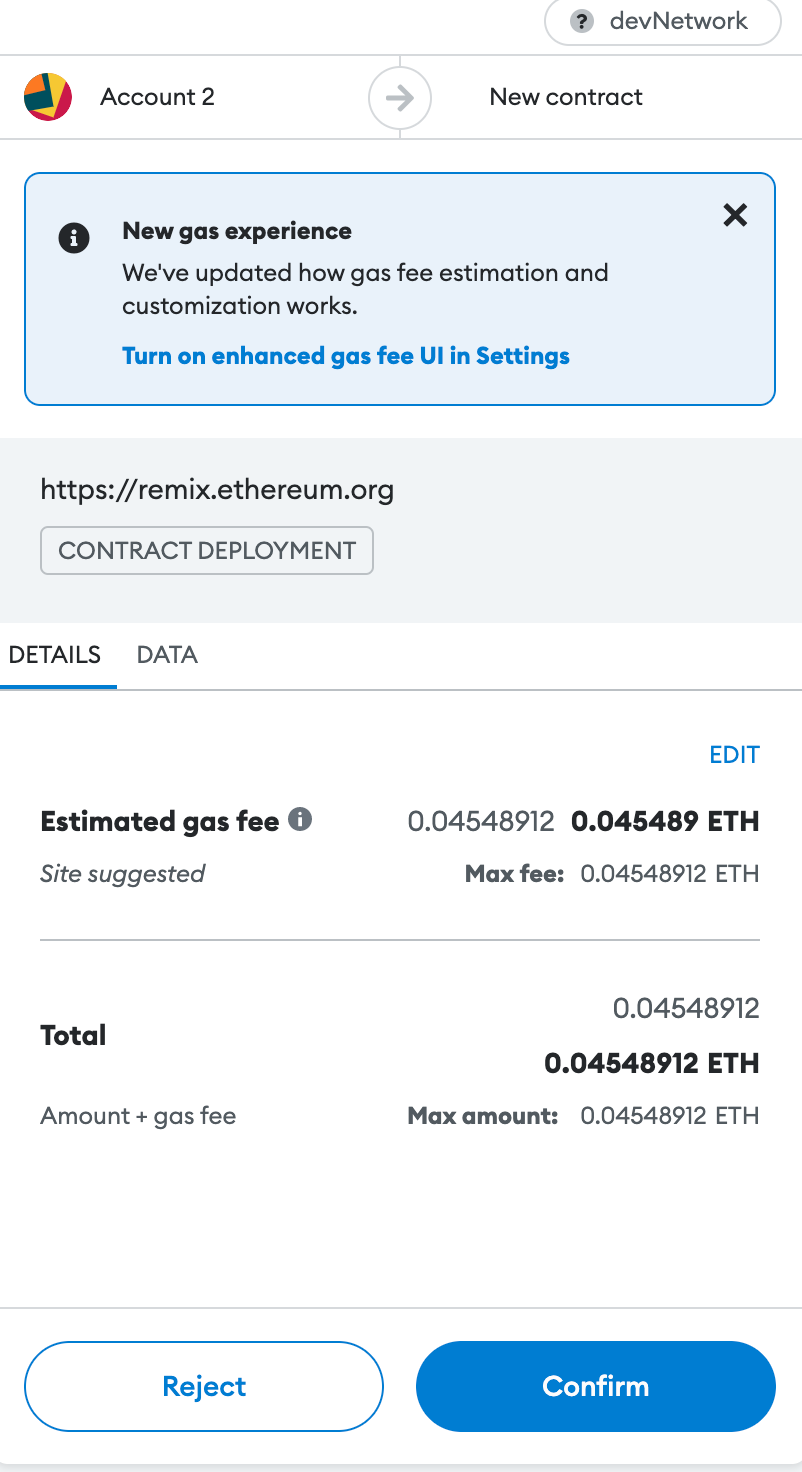 ? devNetwork
Account 2
New contract
New gas experience
We've updated how gas fee estimation and
customization works.
Turn on enhanced gas fee UI in Settings
https://remix.ethereum.org
CONTRACT DEPLOYMENT
DETAILS DATA
EDIT
Estimated gas fee 0.04548912 0.045489 ETH
Site suggested Max fee: 0.04548912 ETH
0.04548912
Total
0.04548912 ETH
Amount + gas fee Max amount: 0.04548912 ETH
Reject Confirm